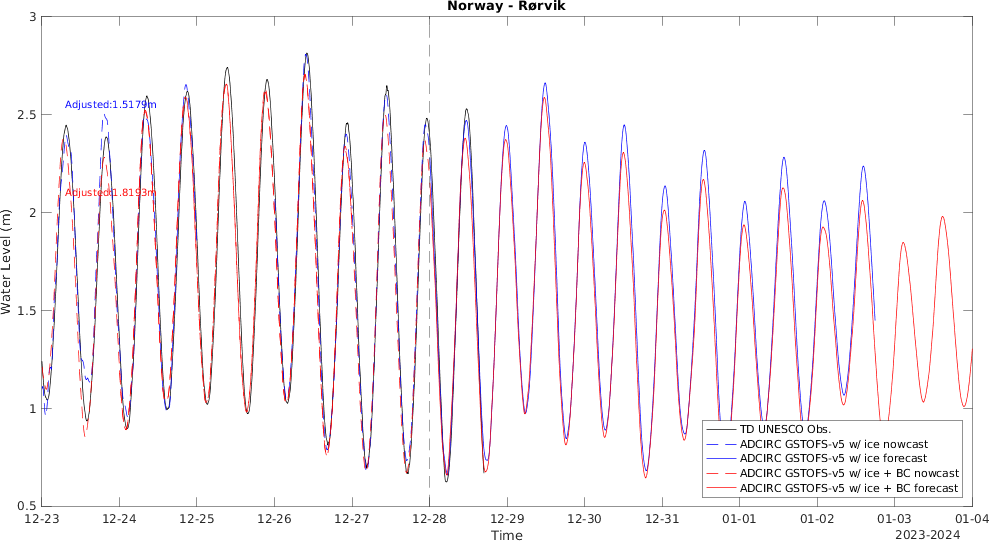 Norway - Rørvik
3
2.5
2
1.5
1
0.5
Water Level (m)
Adjusted:1.5179m
Adjusted:1.8193m
TD UNESCO Obs.
ADCIRC GSTOFS-v5 w/ ice nowcast
ADCIRC GSTOFS-v5 w/ ice forecast
ADCIRC GSTOFS-v5 w/ ice + BC nowcast
ADCIRC GSTOFS-v5 w/ ice + BC forecast
12-23 12-24 12-25 12-26 12-27 12-28 12-29 12-30 12-31 01-01 01-02 01-03 01-04
Time
2023-2024